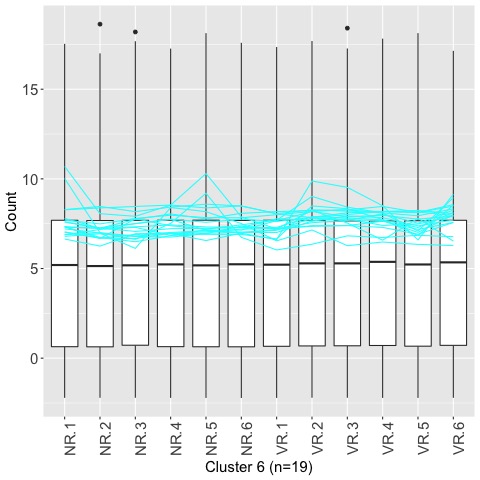 Count
15
10
5
0
NR.1
NR.2
NR.3
NR.4
NR.5
NR.6
VR.1
VR.2
VR.3
VR.4
VR.5
VR.6
Cluster 6 (n=19)